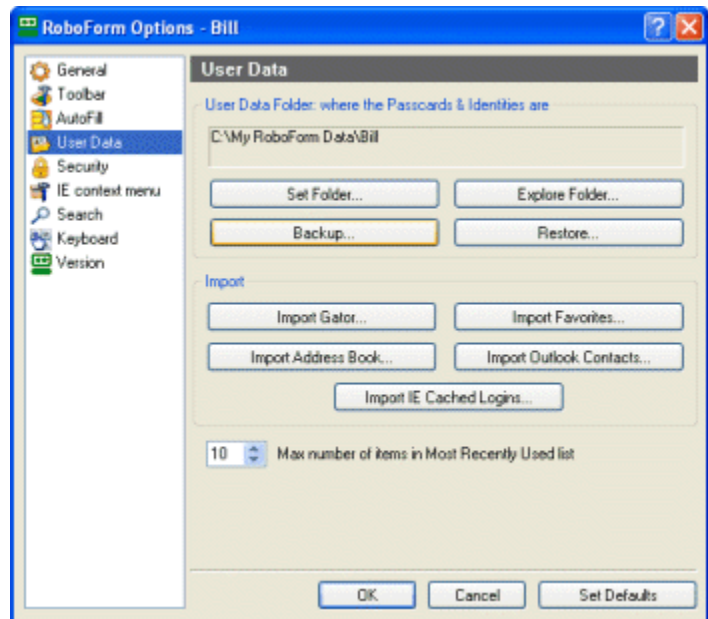 RoboForm Options - Bill
General
Toolbar
AutoFill
User Data
Security
IE context menu
Search
Keyboard
Version
User Data
User Data Folder: where the Passcards & Identities are
C:\My RoboForm Data\Bill
Set Folder... Explore Folder...
Backup... Restore...
Import
Import Gator... Import Favorites...
Import Address Book... Import Outlook Contacts...
Import IE Cached Logins...
10 Max number of items in Most Recently Used list
OK Cancel Set Defaults